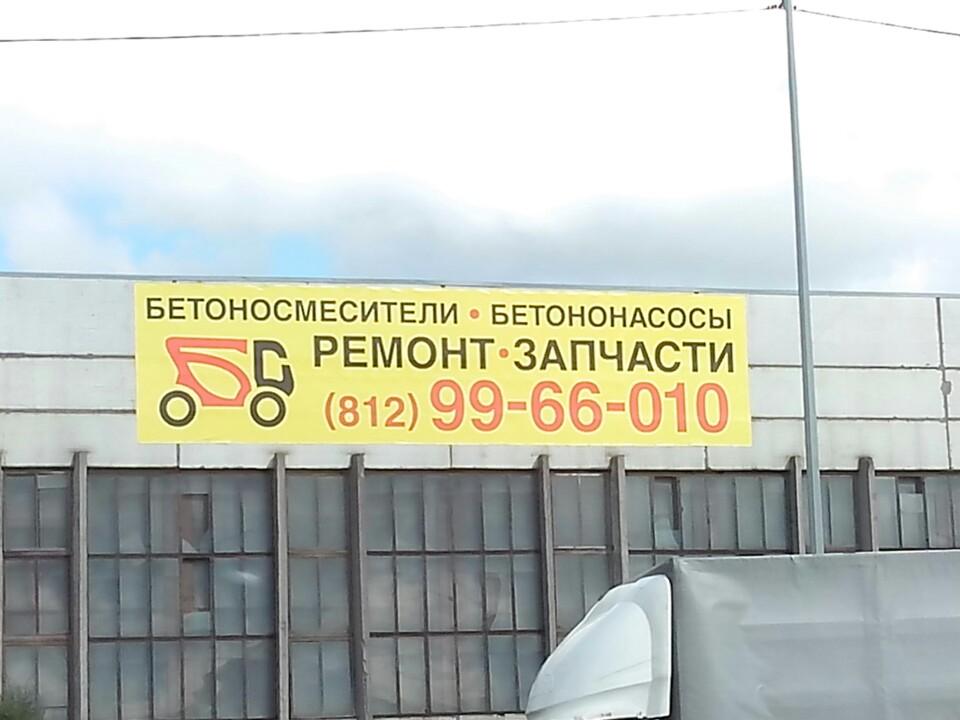 БЕТОНОСМЕСИТЕЛИ • БЕТОНОНАСОСЫ
РЕМОНТ • ЗАПЧАСТИ
(812) 99-66-010